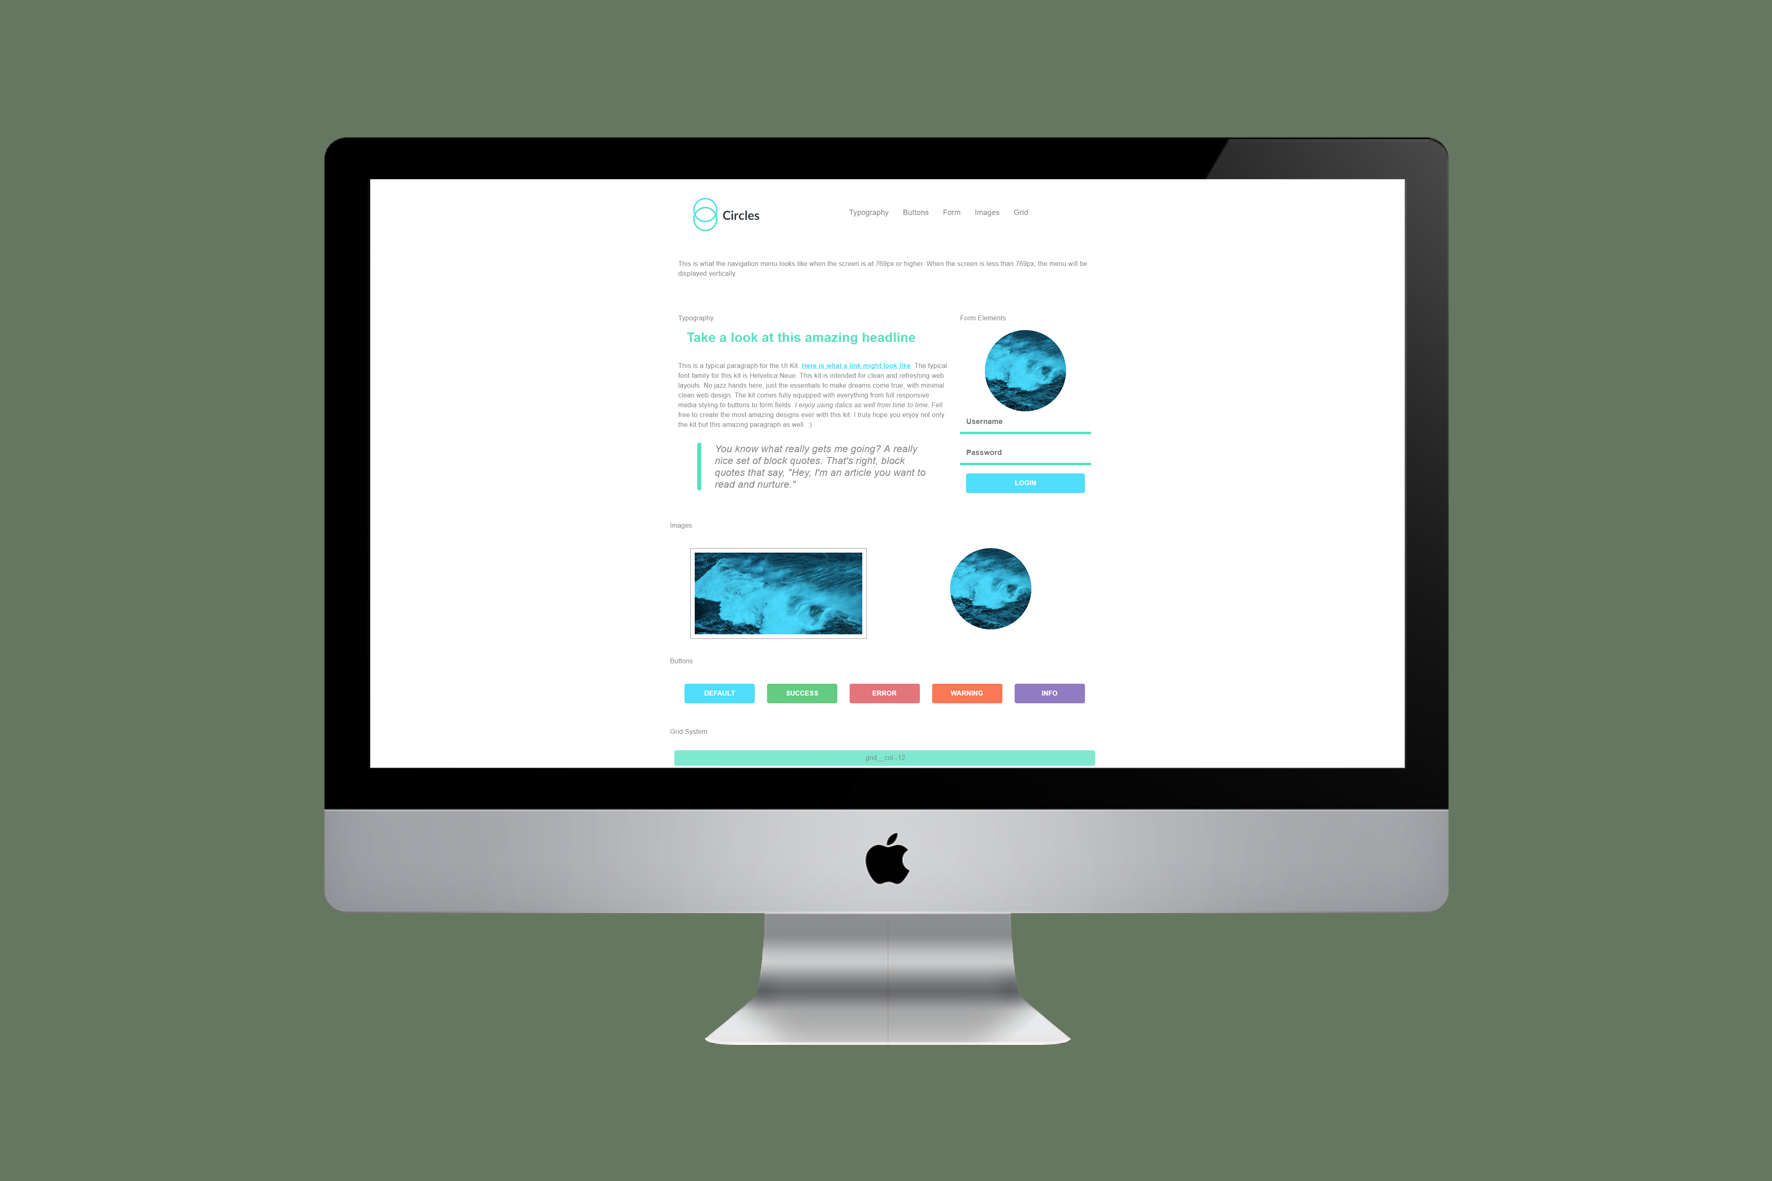 Circles
Typography Buttons Form Images Grid
This is what the navigation menu looks like when the screen is at 769px or higher. When the screen is less than 769px, the menu will be
displayed vertically.
Typography
Take a look at this amazing headline
This is a typical paragraph for the UI Kit. Here is what a link might look like. The typical
font family for this kit is Helvetica Neue. This kit is intended for clean and refreshing web
layouts. No jazz hands here, just the essentials to make dreams come true, with minimal
clean web design. The kit comes fully equipped with everything from full responsive
media styling to buttons to form fields. I enjoy using italics as well from time to time. Fell
free to create the most amazing designs ever with this kit. I truly hope you enjoy not only
the kit but this amazing paragraph as well. :)
You know what really gets me going? A really
nice set of block quotes. That's right, block
quotes that say, "Hey, I'm an article you want to
read and nurture."
Form Elements
Username
Password
LOGIN
Images
Buttons
DEFAULT SUCCESS ERROR WARNING INFO
Grid System
grid__col--12